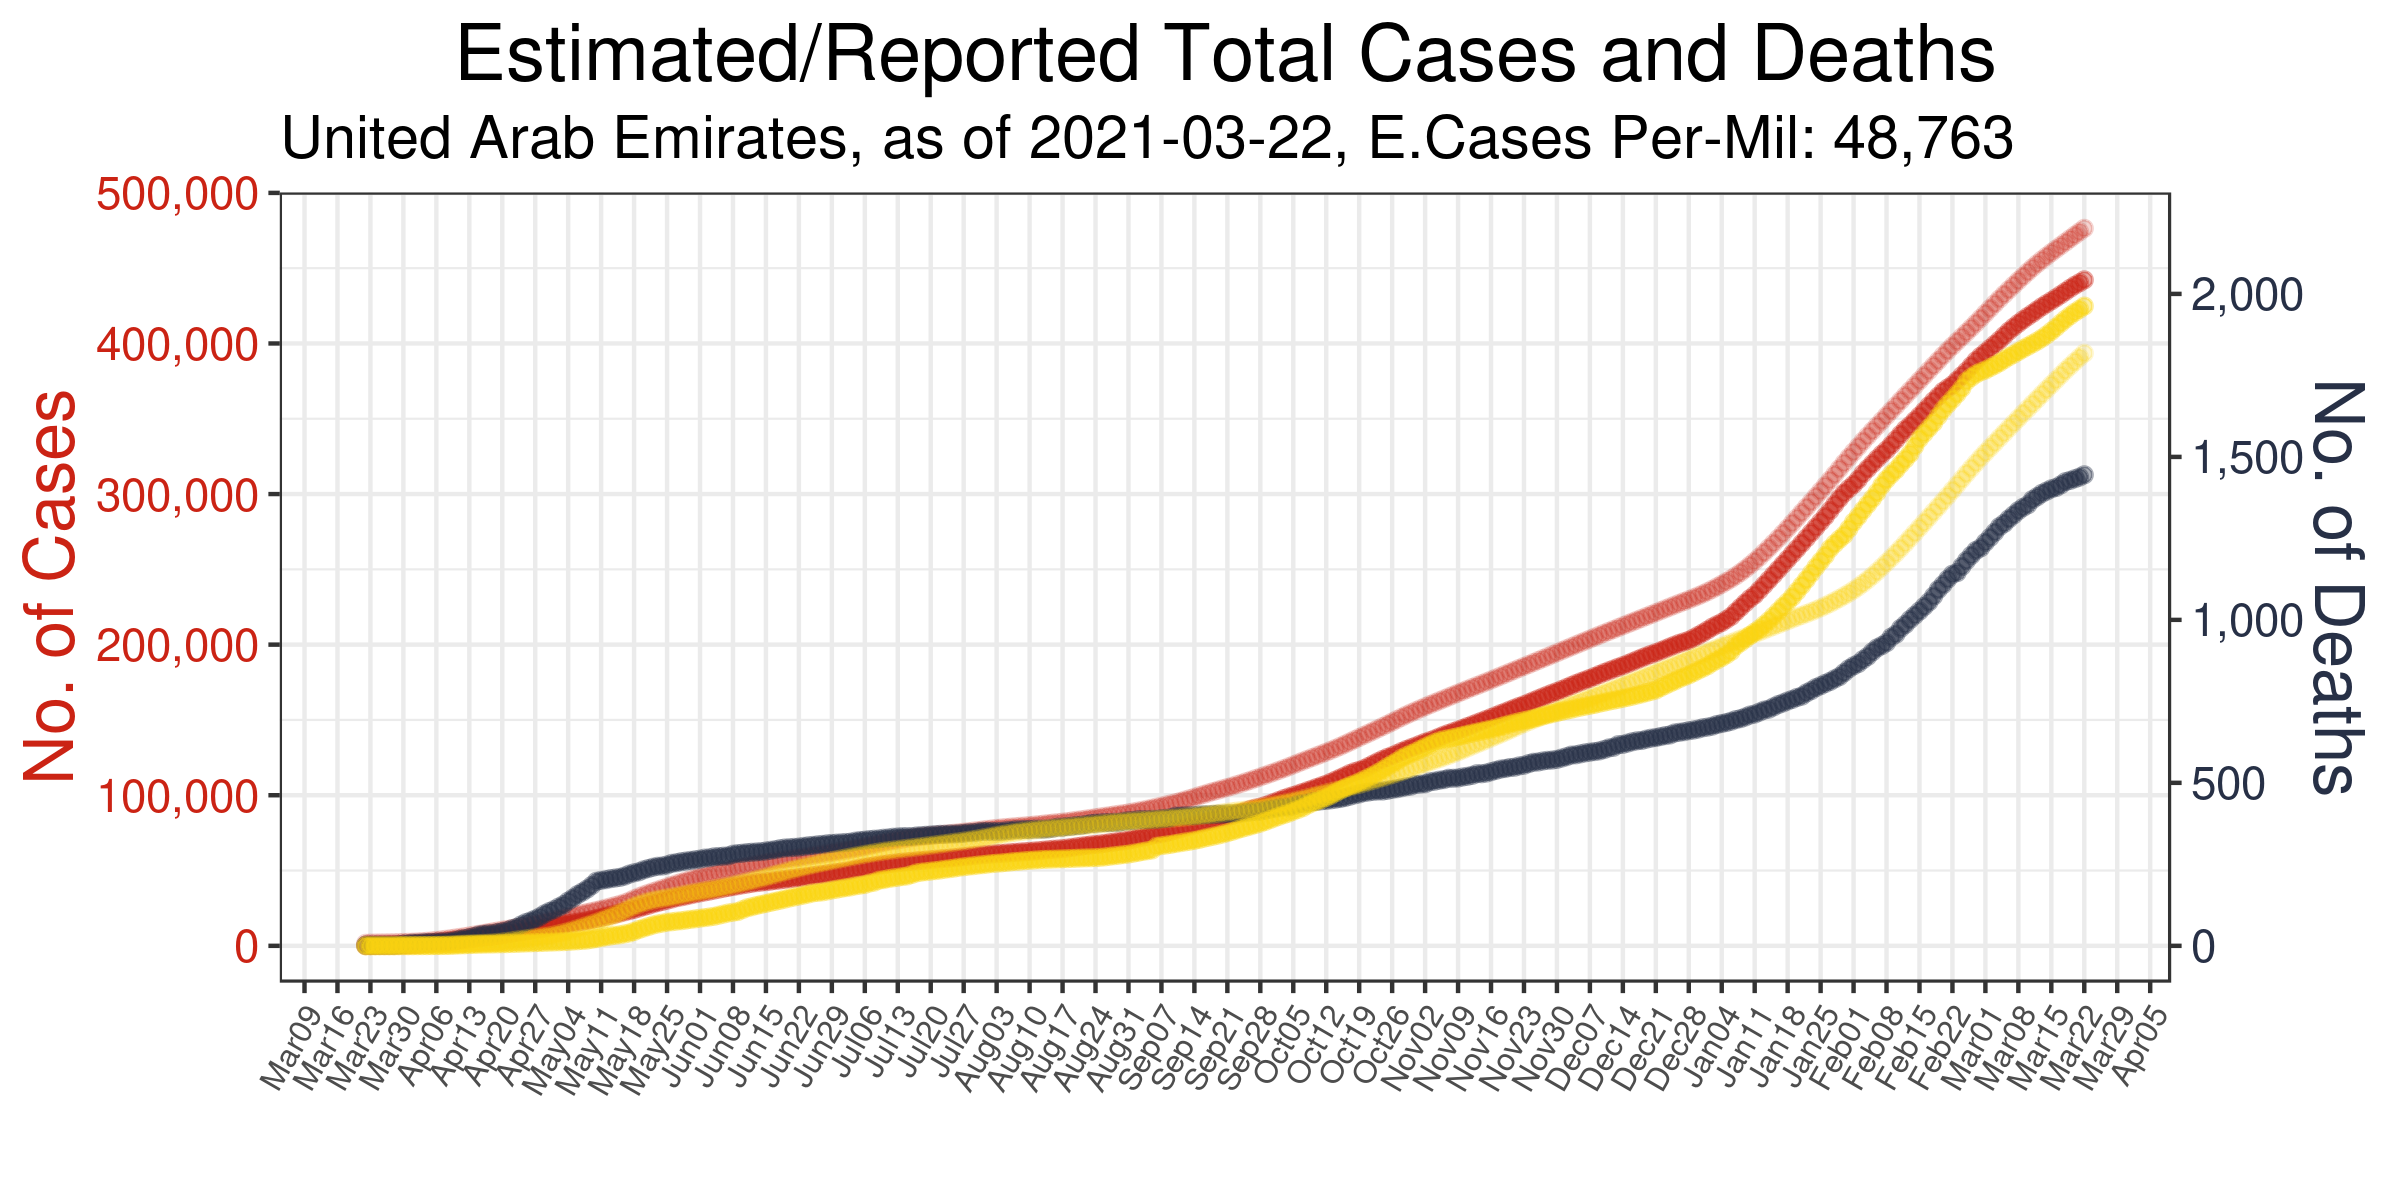 Estimated/Reported Total Cases and Deaths
United Arab Emirates, as of 2021-03-22, E.Cases Per-Mil: 48,763
No. of Cases
500,000
400,000
300,000
200,000
100,000
0
2,000
1,500
1,000
500
0
No. of Deaths
Mar09 Mar16 Mar23 Mar30 Apr06 Apr13 Apr20 Apr27 May04 May11 May18 May25 Jun01 Jun08 Jun15 Jun22 Jun29 Jul06 Jul13 Jul20 Jul27 Aug03 Aug10 Aug17 Aug24 Aug31 Sep07 Sep14 Sep21 Sep28 Oct05 Oct12 Oct19 Oct26 Nov02 Nov09 Nov16 Nov23 Nov30 Dec07 Dec14 Dec21 Dec28 Jan04 Jan11 Jan18 Jan25 Feb01 Feb08 Feb15 Feb22 Mar01 Mar08 Mar15 Mar22 Mar29 Apr05